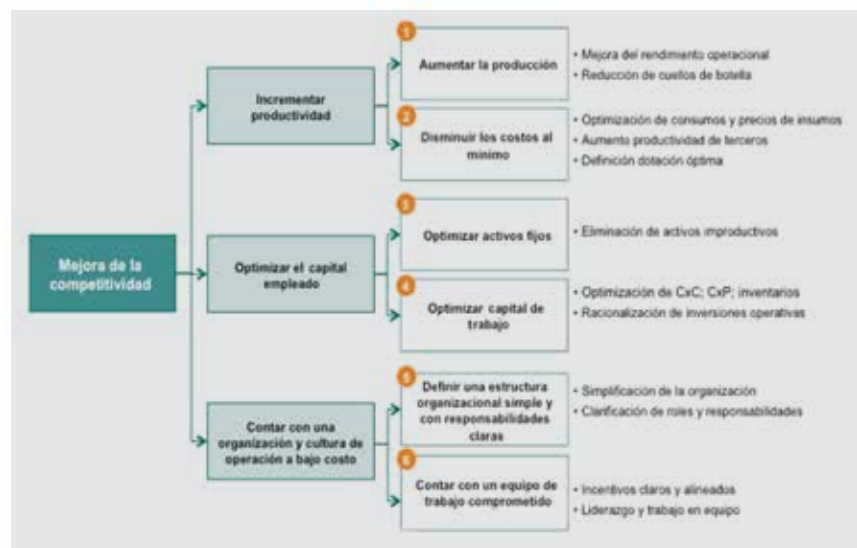 Mejora de la
competitividad
Incrementar
productividad
Optimizar el capital
empleado
Contar con una
organización y cultura de
operación a bajo costo
1
Aumentar la producción
• Mejora del rendimiento operacional
• Reducción de cuellos de botella
2
Disminuir los costos al
mínimo
• Optimización de consumos y precios de insumos
• Aumento productividad de terceros
• Definición dotación óptima
3
Optimizar activos fijos
• Eliminación de activos improductivos
4
Optimizar capital de
trabajo
• Optimización de CxC; CxP; inventarios
• Racionalización de inversiones operativas
5
Definir una estructura
organizacional simple y
con responsabilidades
claras
• Simplificación de la organización
• Clarificación de roles y responsabilidades
6
Contar con un equipo de
trabajo comprometido
• Incentivos claros y alineados
• Liderazgo y trabajo en equipo